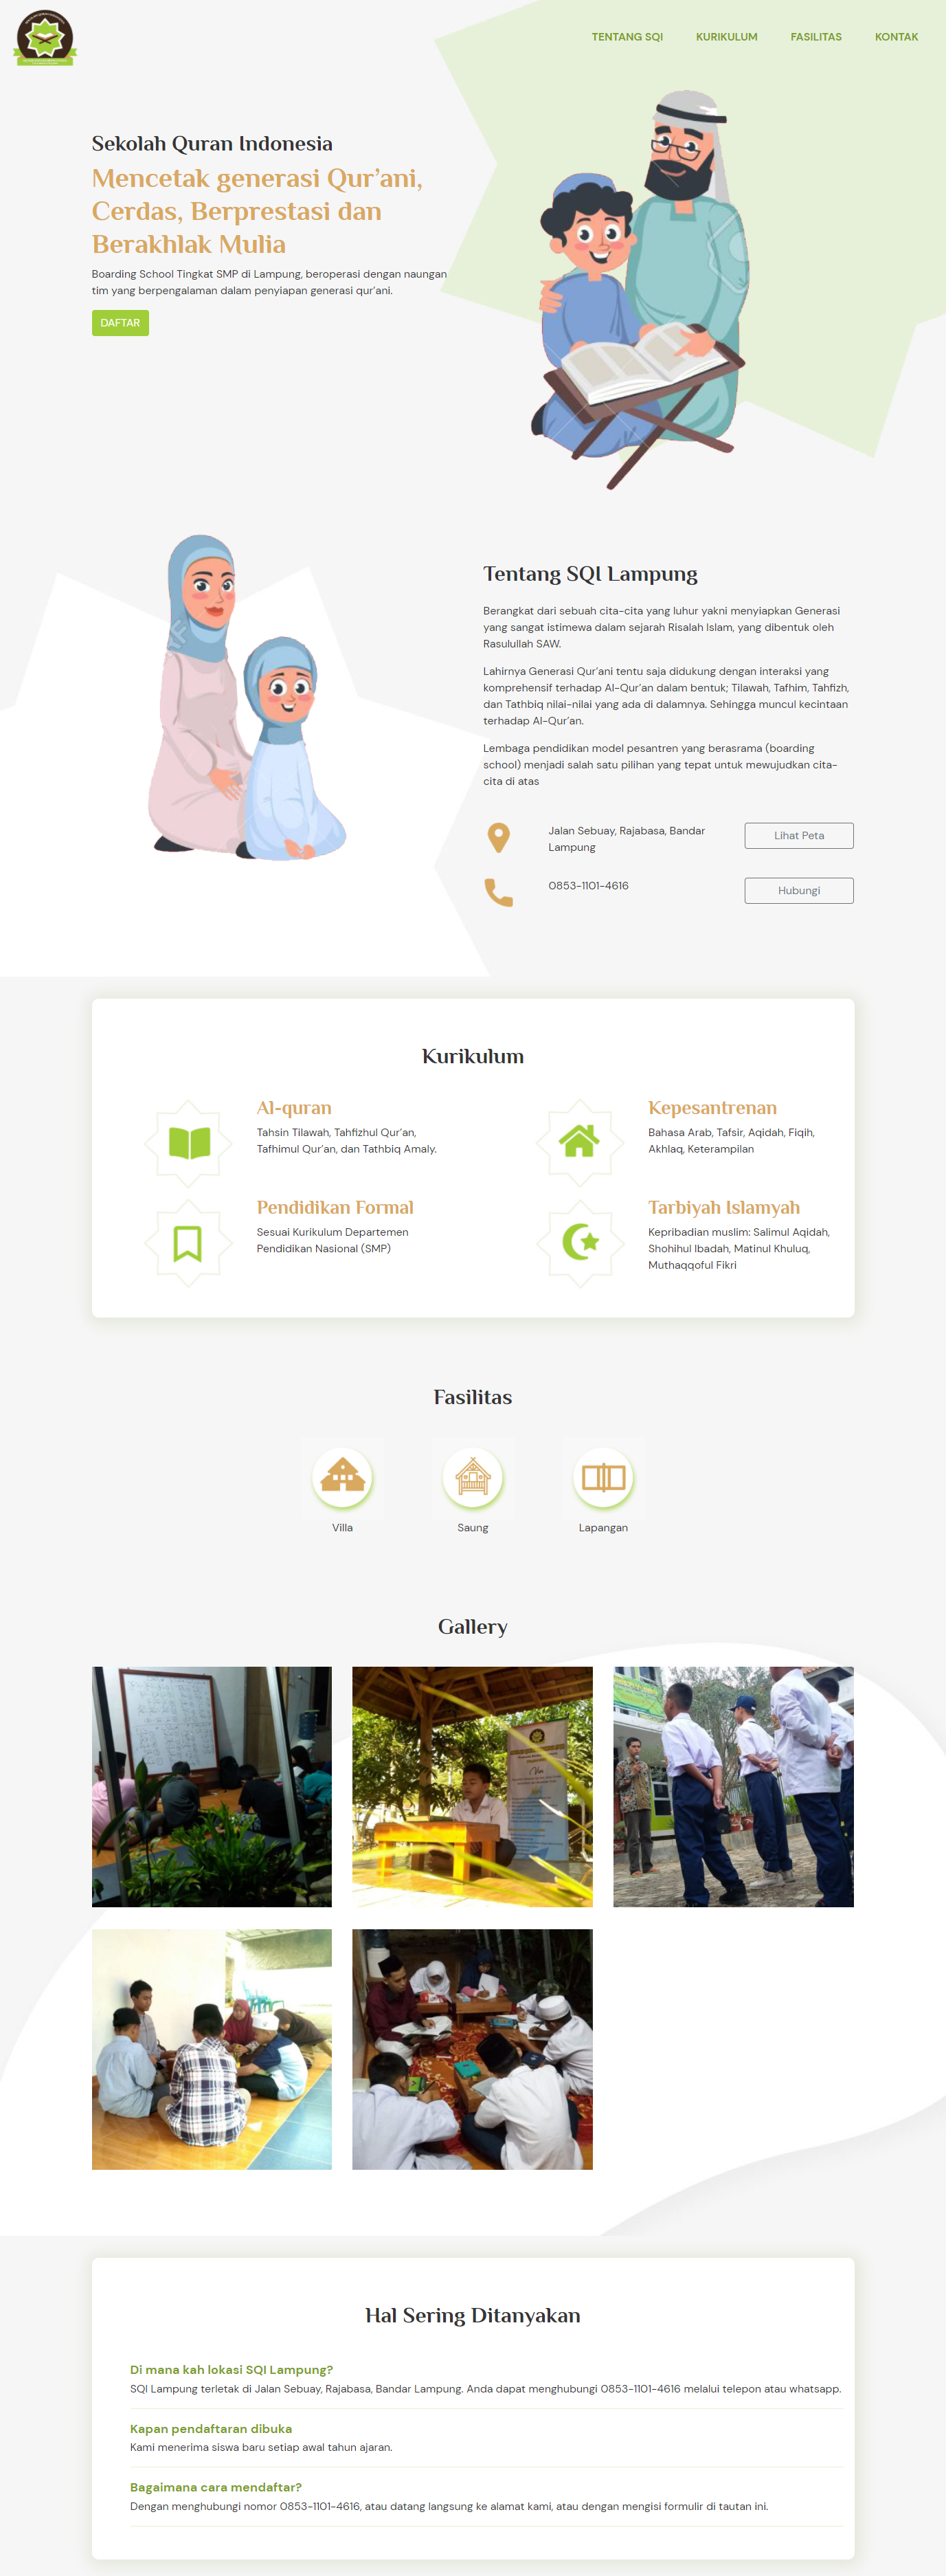 TENTANG SQI KURIKULUM FASILITAS KONTAK
Sekolah Quran Indonesia
Mencetak generasi Qur'ani,
Cerdas, Berprestasi dan
Berakhlak Mulia
Boarding School Tingkat SMP di Lampung, beroperasi dengan naungan
tim yang berpengalaman dalam penyiapan generasi qur'ani.
DAFTAR
Tentang SQI Lampung
Berangkat dari sebuah cita-cita yang luhur yakni menyiapkan Generasi
yang sangat istimewa dalam sejarah Risalah Islam, yang dibentuk oleh
Rasulullah SAW.
Lahirnya Generasi Qur'ani tentu saja didukung dengan interaksi yang
komprehensif terhadap Al-Qur'an dalam bentuk; Tilawah, Tafhim, Tahfizh,
dan Tathbiq nilai-nilai yang ada di dalamnya. Sehingga muncul kecintaan
terhadap Al-Qur'an.
Lembaga pendidikan model pesantren yang berasrama (boarding
school) menjadi salah satu pilihan yang tepat untuk mewujudkan cita-
cita di atas
Jalan Sebuay, Rajabasa, Bandar
Lampung
Lihat Peta
0853-1101-4616
Hubungi
Kurikulum
Al-quran
Tahsin Tilawah, Tahfizhul Qur'an,
Tafhimul Qur'an, dan Tathbiq Amaly.
Kepesantrenan
Bahasa Arab, Tafsir, Aqidah, Fiqih,
Akhlaq, Keterampilan
Pendidikan Formal
Sesuai Kurikulum Departemen
Pendidikan Nasional (SMP)
Tarbiyah Islamyah
Kepribadian muslim: Salimul Aqidah,
Shohihul Ibadah, Matinul Khuluq,
Muthaqqoful Fikri
Fasilitas
Villa
Saung
Lapangan
Gallery
Hal Sering Ditanyakan
Di mana kah lokasi SQI Lampung?
SQI Lampung terletak di Jalan Sebuay, Rajabasa, Bandar Lampung. Anda dapat menghubungi 0853-1101-4616 melalui telepon atau whatsapp.
Kapan pendaftaran dibuka
Kami menerima siswa baru setiap awal tahun ajaran.
Bagaimana cara mendaftar?
Dengan menghubungi nomor 0853-1101-4616, atau datang langsung ke alamat kami, atau dengan mengisi formulir di tautan ini.